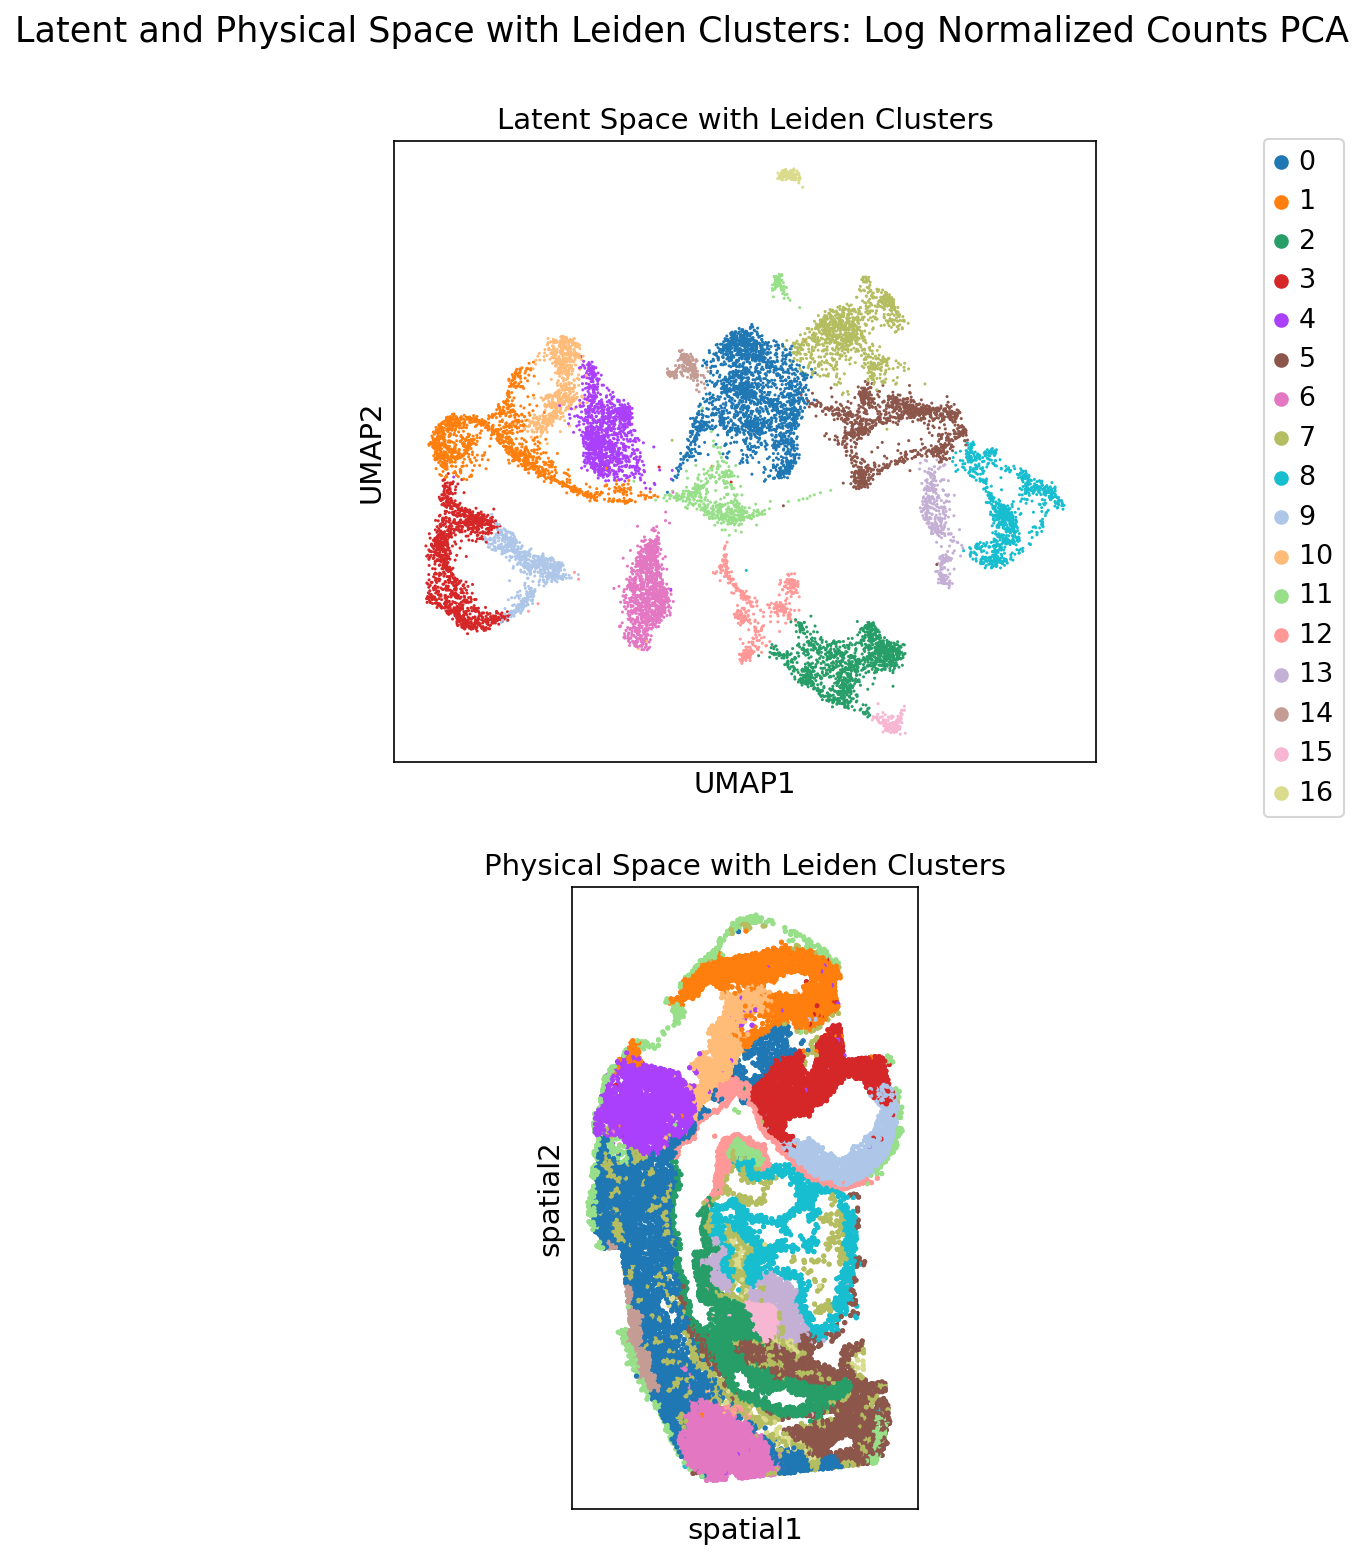 Latent and Physical Space with Leiden Clusters: Log Normalized Counts PCA
Latent Space with Leiden Clusters
UMAP2
UMAP1
0
1
2
3
4
5
6
7
8
9
10
11
12
13
14
15
16
Physical Space with Leiden Clusters
spatial2
spatial1